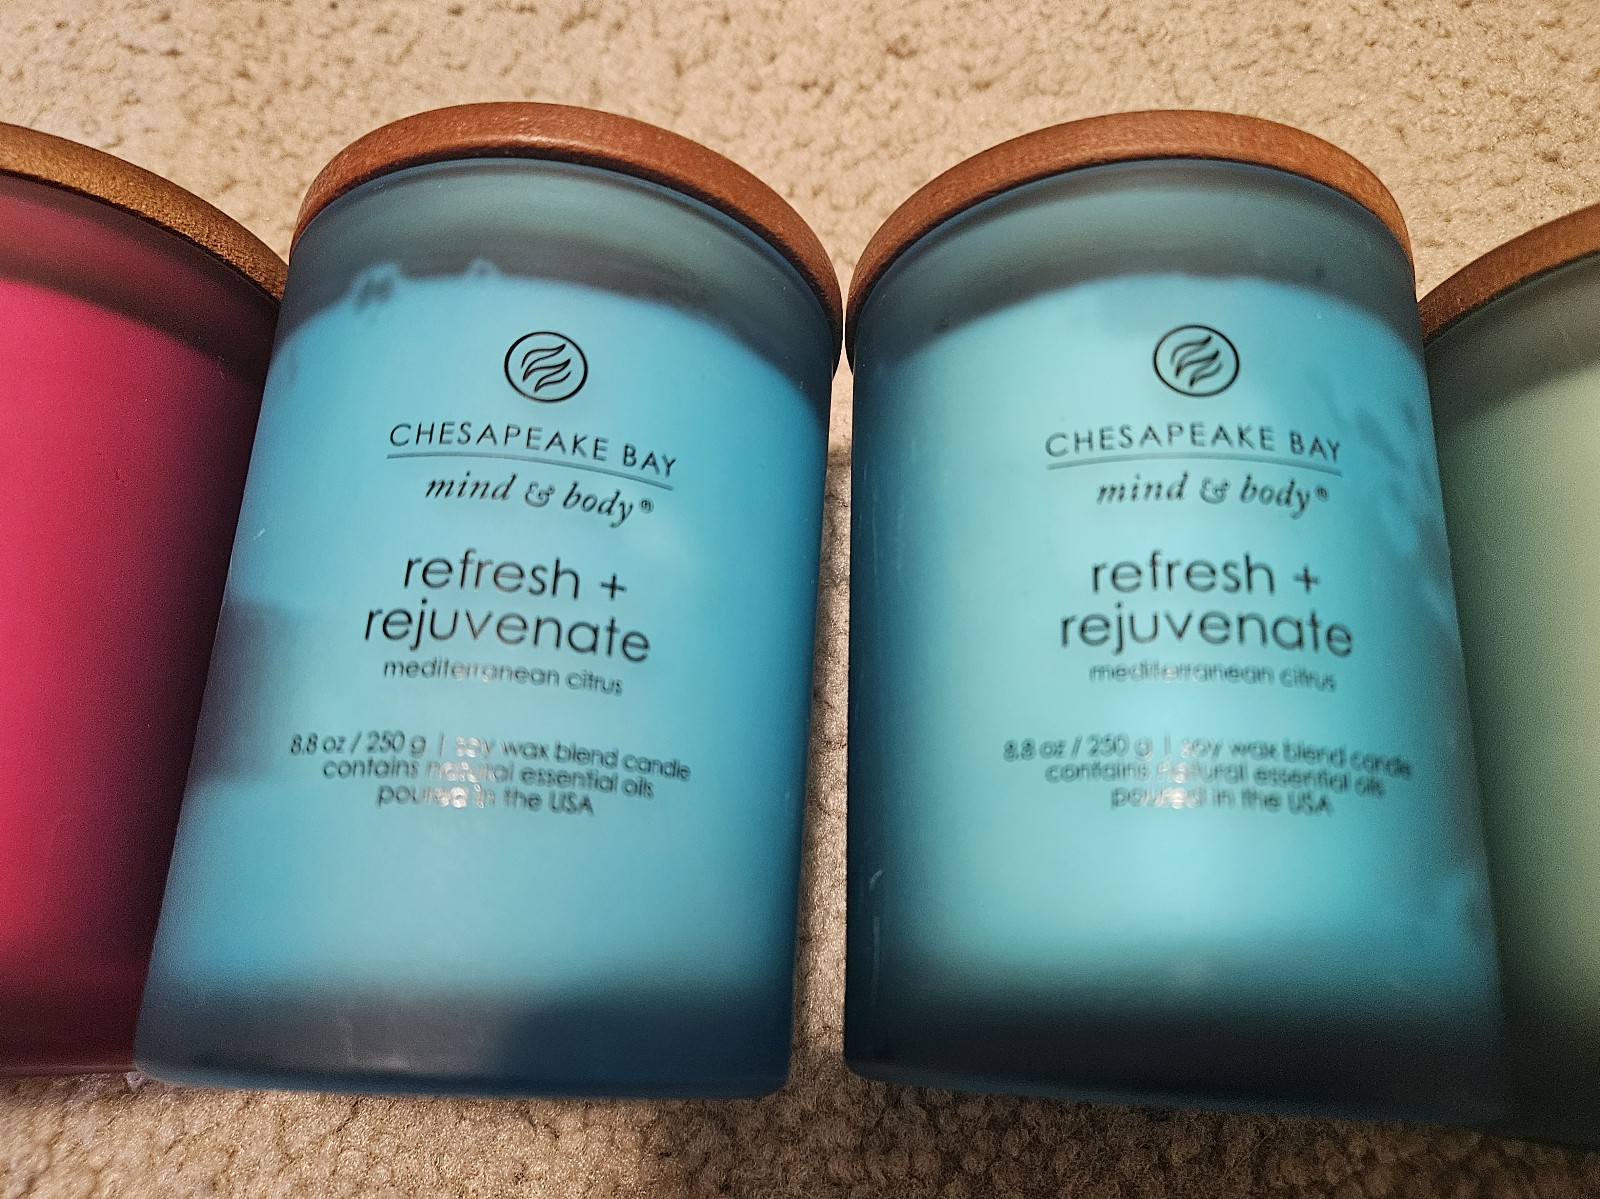 CHESAPEAKE BAY
mind & body®
refresh +
rejuvenate
mediterranean citrus
8.8 oz / 250 g | soy wax blend candle
contains natural essential oils
poured in the USA
CHESAPEAKE BAY
mind & body®
refresh +
rejuvenate
mediterranean citrus
8.8 oz / 250 g | soy wax blend candle
contains natural essential oils
poured in the USA